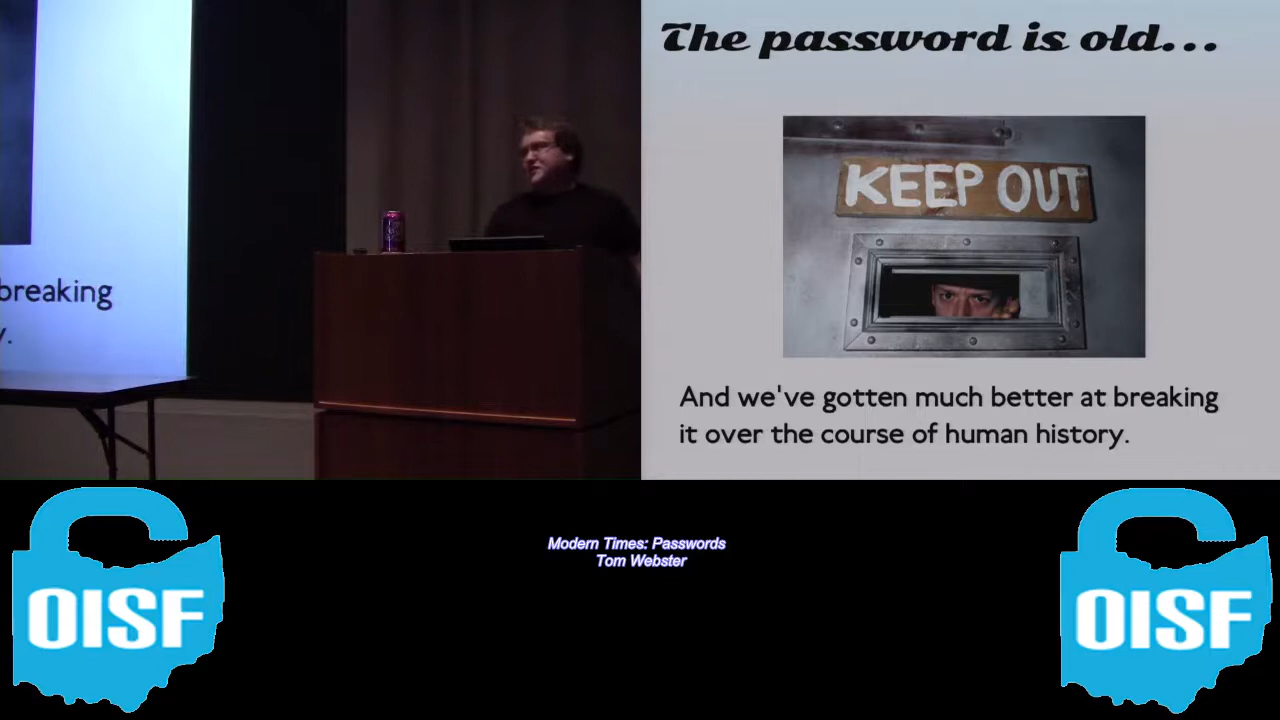 The password is old...
KEEP OUT
And we've gotten much better at breaking
it over the course of human history.
breaking
y.
Modern Times: Passwords
Tom Webster
OISF
OISF